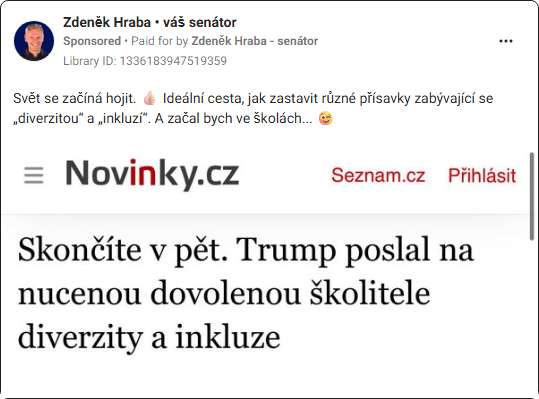 Zdeněk Hraba • váš senátor
Sponsored • Paid for by Zdeněk Hraba - senátor
Library ID: 1336183947519359
Svět se začíná hojit. 👍🏻 Ideální cesta, jak zastavit různé přísavky zabývající se
„diverzitou“ a „inkluzí“. A začal bych ve školách... 😜
Novinky.cz
Seznam.cz Přihlásit
Skončíte v pět. Trump poslal na
nucenou dovolenou školitele
diverzity a inkluze